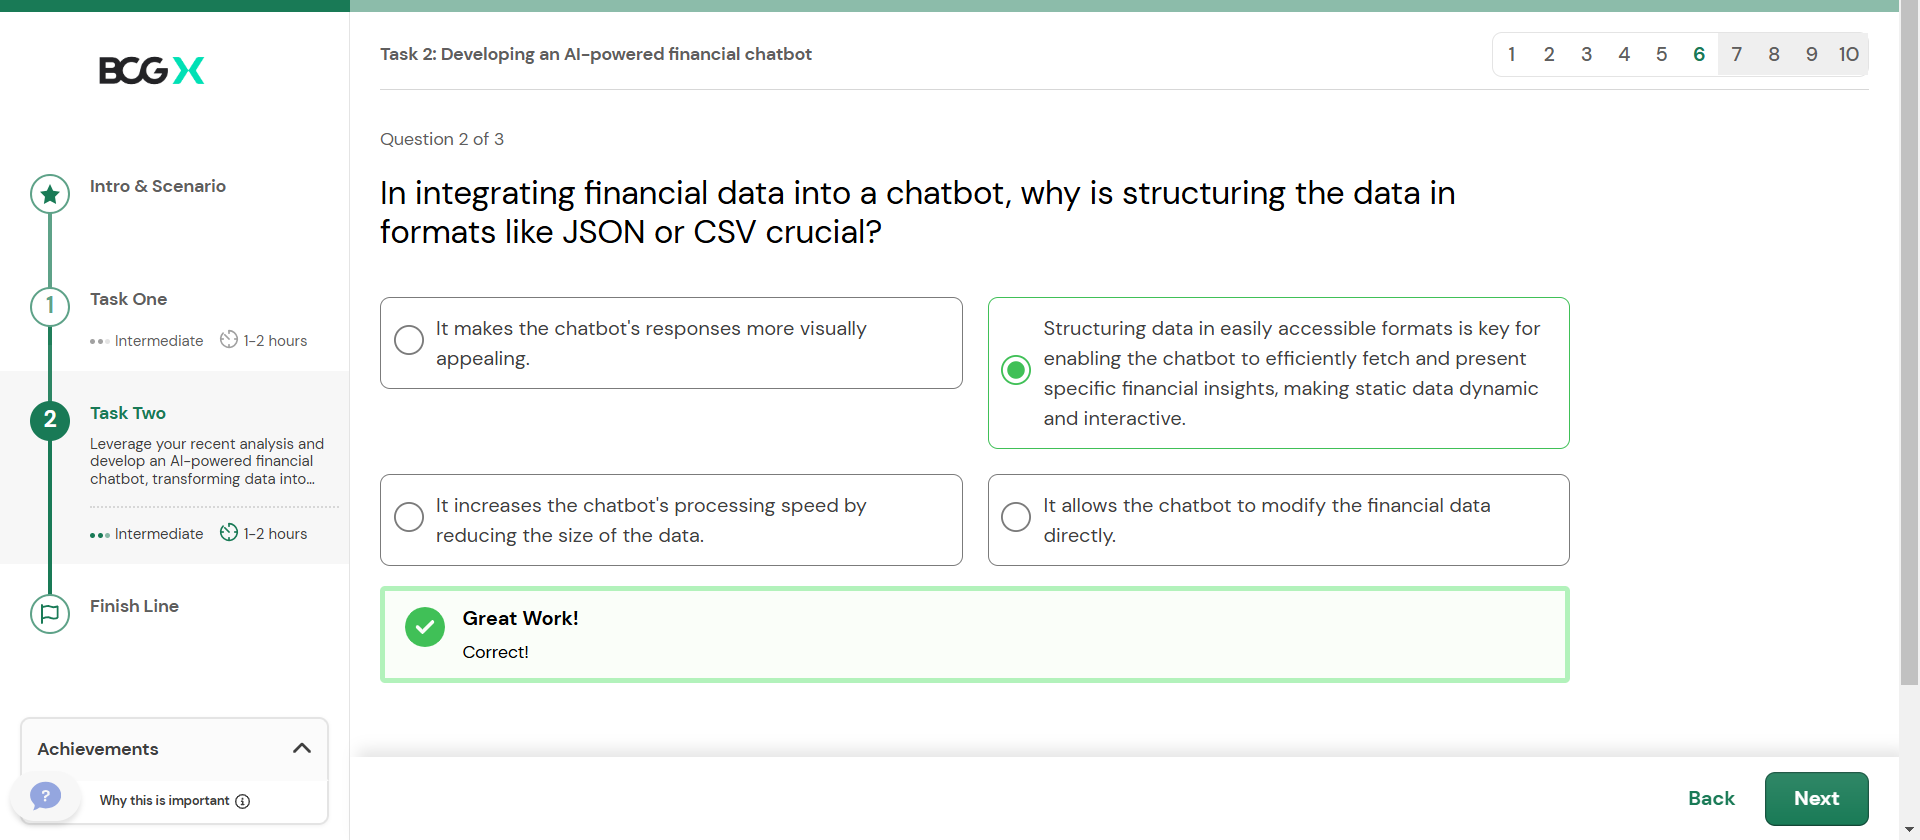 BCG X
Task 2: Developing an AI-powered financial chatbot
1 2 3 4 5 6 7 8 9 10
Intro & Scenario
1
Task One
Intermediate 1-2 hours
2
Task Two
Leverage your recent analysis and
develop an AI-powered financial
chatbot, transforming data into...
Intermediate 1-2 hours
Finish Line
Achievements
?
Why this is important i
Question 2 of 3
In integrating financial data into a chatbot, why is structuring the data in
formats like JSON or CSV crucial?
It makes the chatbot's responses more visually
appealing.
Structuring data in easily accessible formats is key for
enabling the chatbot to efficiently fetch and present
specific financial insights, making static data dynamic
and interactive.
It increases the chatbot's processing speed by
reducing the size of the data.
It allows the chatbot to modify the financial data
directly.
Great Work!
Correct!
Back
Next